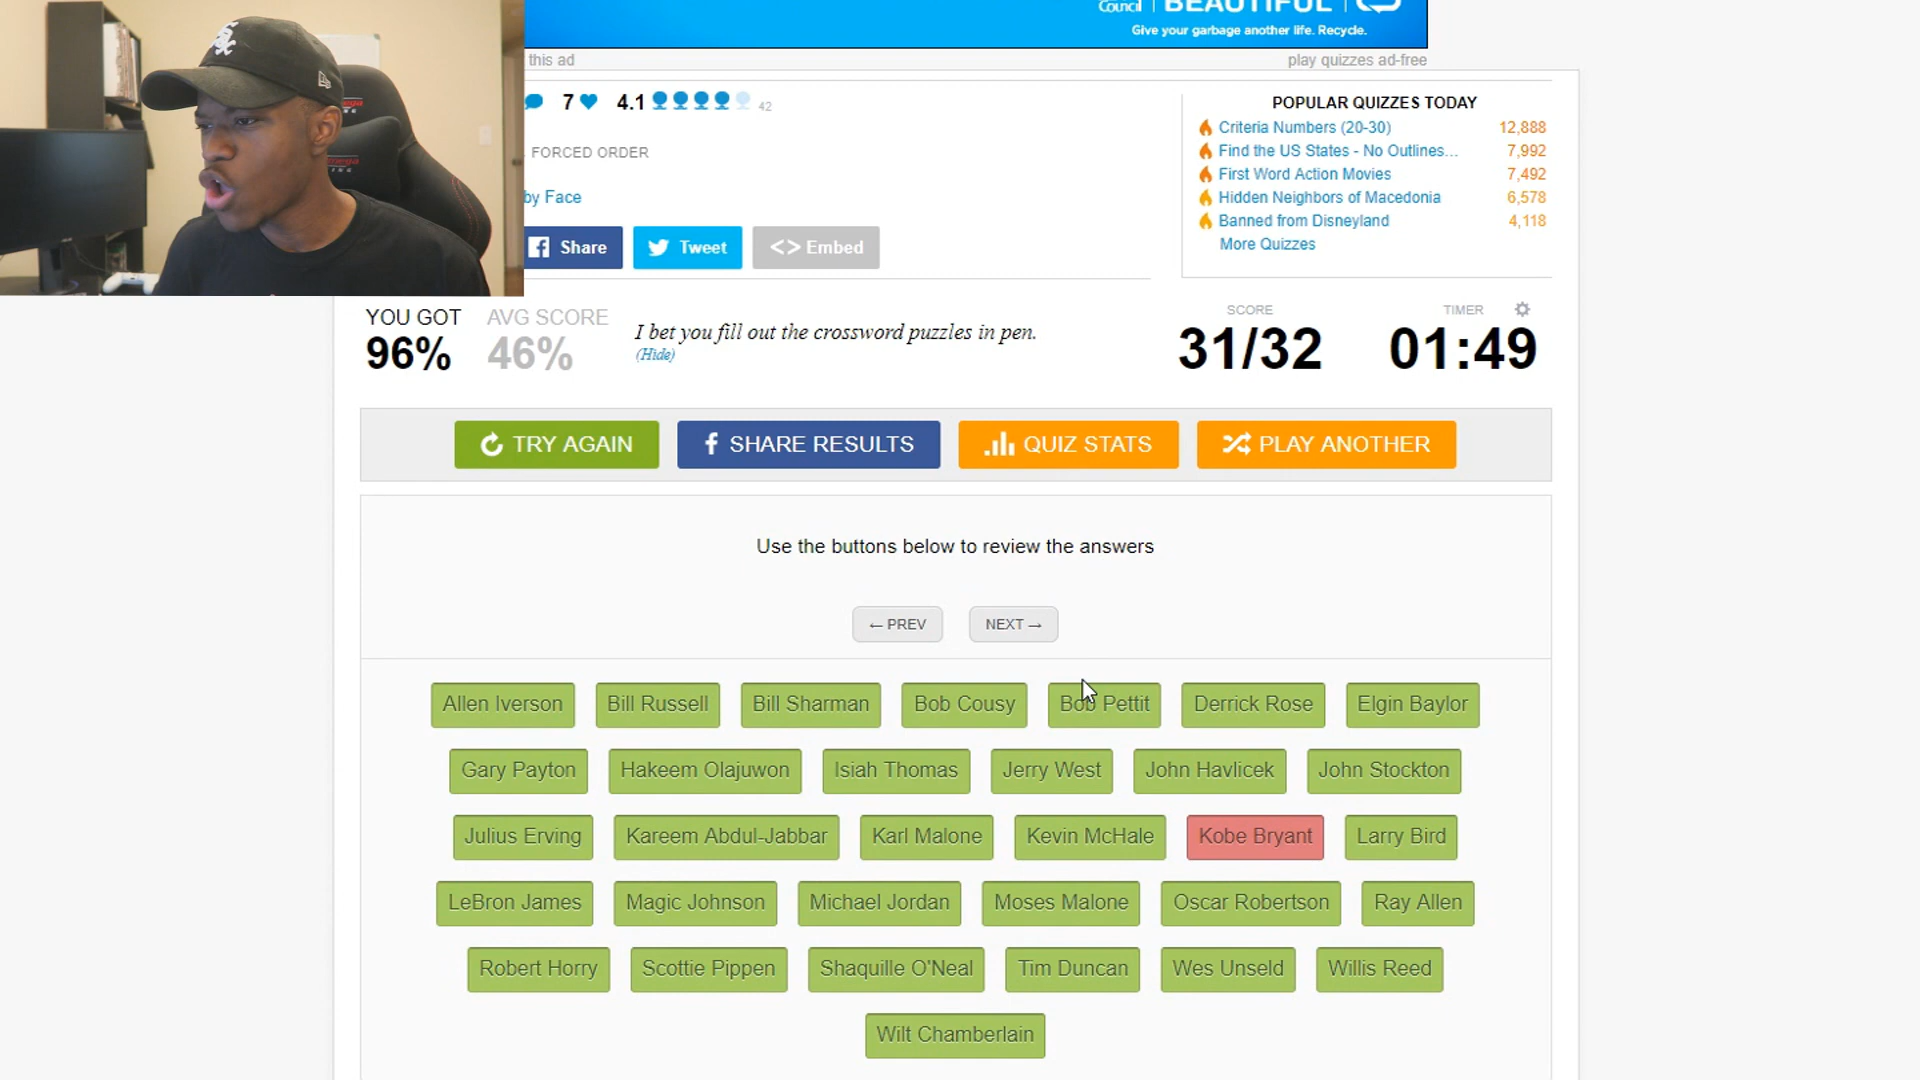 Council | BEAUTIFUL |
Give your garbage another life. Recycle.
this ad
play quizzes ad-free
7 4.1 42
FORCED ORDER
by Face
Share Tweet <> Embed
POPULAR QUIZZES TODAY
Criteria Numbers (20-30) 12,888
Find the US States - No Outlines... 7,992
First Word Action Movies 7,492
Hidden Neighbors of Macedonia 6,578
Banned from Disneyland 4,118
More Quizzes
YOU GOT
96%
AVG SCORE
46%
I bet you fill out the crossword puzzles in pen.
(Hide)
SCORE
31/32
TIMER
01:49
TRY AGAIN SHARE RESULTS QUIZ STATS PLAY ANOTHER
Use the buttons below to review the answers
← PREV NEXT →
Allen Iverson Bill Russell Bill Sharman Bob Cousy Bob Pettit Derrick Rose Elgin Baylor
Gary Payton Hakeem Olajuwon Isiah Thomas Jerry West John Havlicek John Stockton
Julius Erving Kareem Abdul-Jabbar Karl Malone Kevin McHale Kobe Bryant Larry Bird
LeBron James Magic Johnson Michael Jordan Moses Malone Oscar Robertson Ray Allen
Robert Horry Scottie Pippen Shaquille O'Neal Tim Duncan Wes Unseld Willis Reed
Wilt Chamberlain